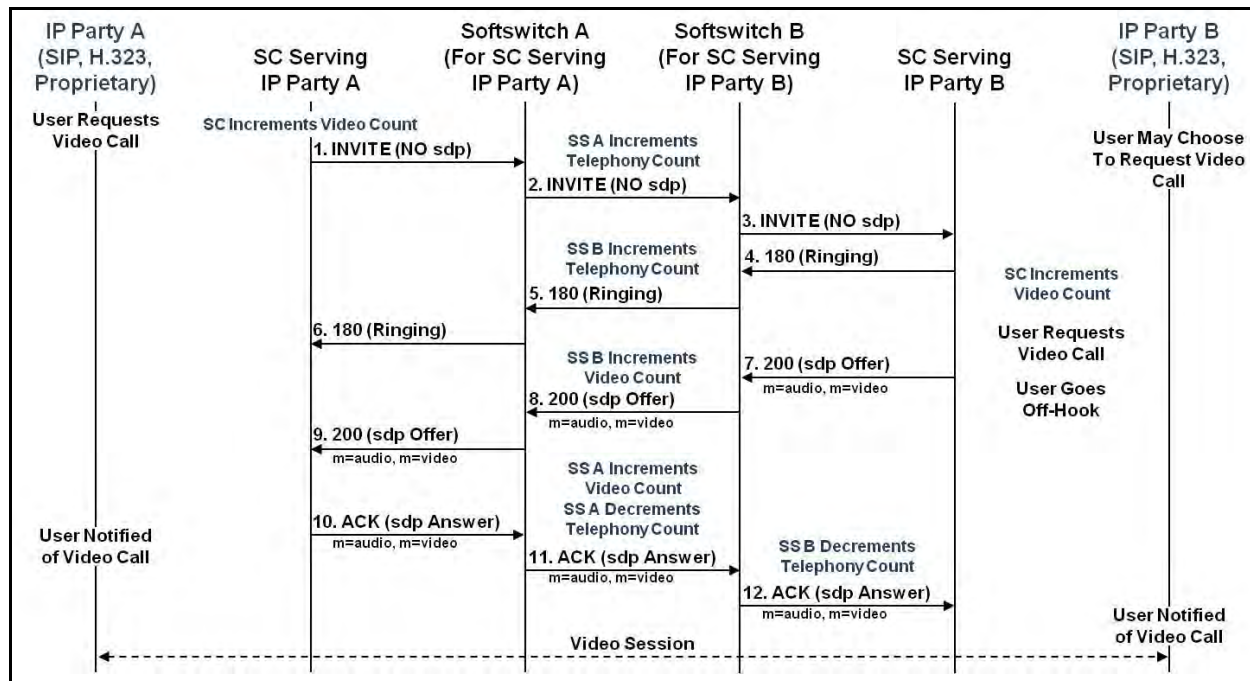 IP Party A
(SIP, H.323,
Proprietary)
SC Serving
IP Party A
Softswitch A
(For SC Serving
IP Party A)
Softswitch B
(For SC Serving
IP Party B)
SC Serving
IP Party B
IP Party B
(SIP, H.323,
Proprietary)
User Requests
Video Call
SC Increments Video Count
1. INVITE (NO sdp)
SS A Increments
Telephony Count
User May Choose
To Request Video
Call
2. INVITE (NO sdp)
3. INVITE (NO sdp)
SS B Increments
Telephony Count
4. 180 (Ringing)
SC Increments
Video Count
5. 180 (Ringing)
6. 180 (Ringing)
User Requests
Video Call
SS B Increments
Video Count
7. 200 (sdp Offer)
m=audio, m=video
User Goes
Off-Hook
8. 200 (sdp Offer)
m=audio, m=video
9. 200 (sdp Offer)
m=audio, m=video
SS A Increments
Video Count
SS A Decrements
Telephony Count
10. ACK (sdp Answer)
m=audio, m=video
User Notified
of Video Call
11. ACK (sdp Answer)
m=audio, m=video
SS B Decrements
Telephony Count
12. ACK (sdp Answer)
m=audio, m=video
User Notified
of Video Call
Video Session